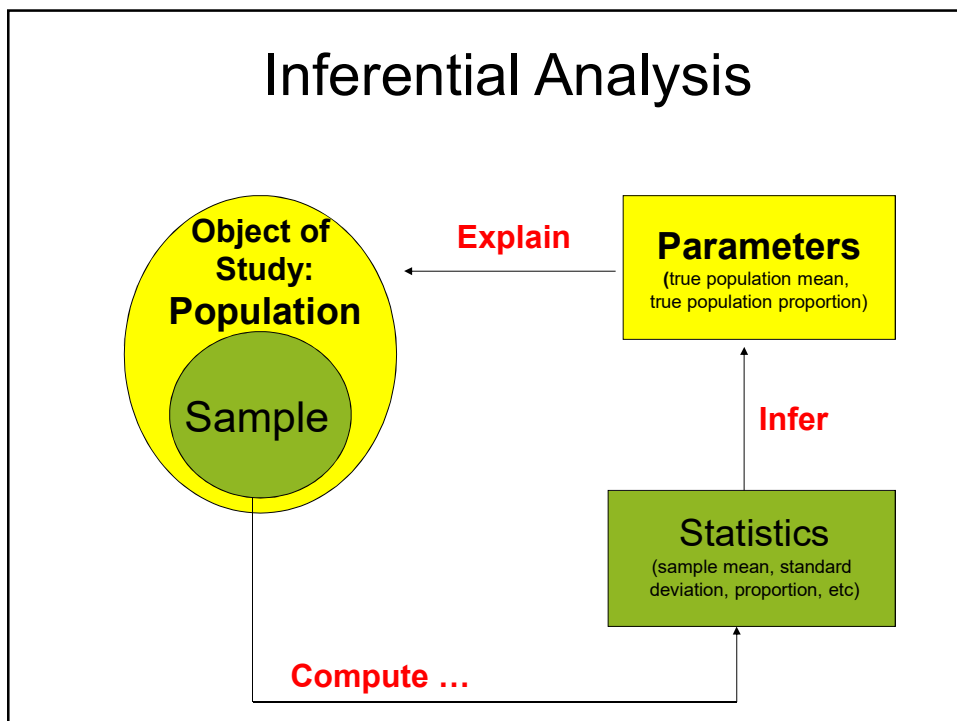 Inferential Analysis
Object of
Study:
Population
Sample
Explain
Parameters
(true population mean,
true population proportion)
Infer
Statistics
(sample mean, standard
deviation, proportion, etc)
Compute …